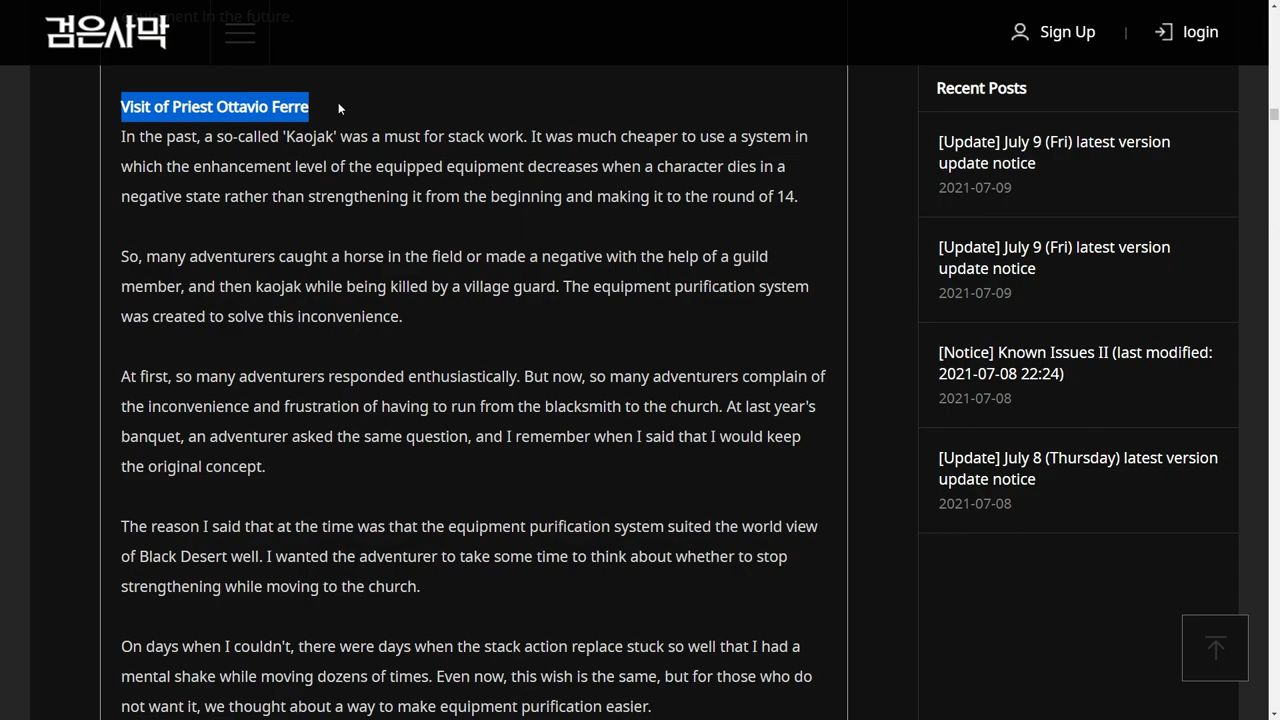 equipment in the future.
검은사막
Sign Up
|
login
Visit of Priest Ottavio Ferre
In the past, a so-called 'Kaojak' was a must for stack work. It was much cheaper to use a system in
which the enhancement level of the equipped equipment decreases when a character dies in a
negative state rather than strengthening it from the beginning and making it to the round of 14.
So, many adventurers caught a horse in the field or made a negative with the help of a guild
member, and then kaojak while being killed by a village guard. The equipment purification system
was created to solve this inconvenience.
At first, so many adventurers responded enthusiastically. But now, so many adventurers complain of
the inconvenience and frustration of having to run from the blacksmith to the church. At last year's
banquet, an adventurer asked the same question, and I remember when I said that I would keep
the original concept.
The reason I said that at the time was that the equipment purification system suited the world view
of Black Desert well. I wanted the adventurer to take some time to think about whether to stop
strengthening while moving to the church.
On days when I couldn't, there were days when the stack action replace stuck so well that I had a
mental shake while moving dozens of times. Even now, this wish is the same, but for those who do
not want it, we thought about a way to make equipment purification easier.
Recent Posts
[Update] July 9 (Fri) latest version
update notice
2021-07-09
[Update] July 9 (Fri) latest version
update notice
2021-07-09
[Notice] Known Issues II (last modified:
2021-07-08 22:24)
2021-07-08
[Update] July 8 (Thursday) latest version
update notice
2021-07-08